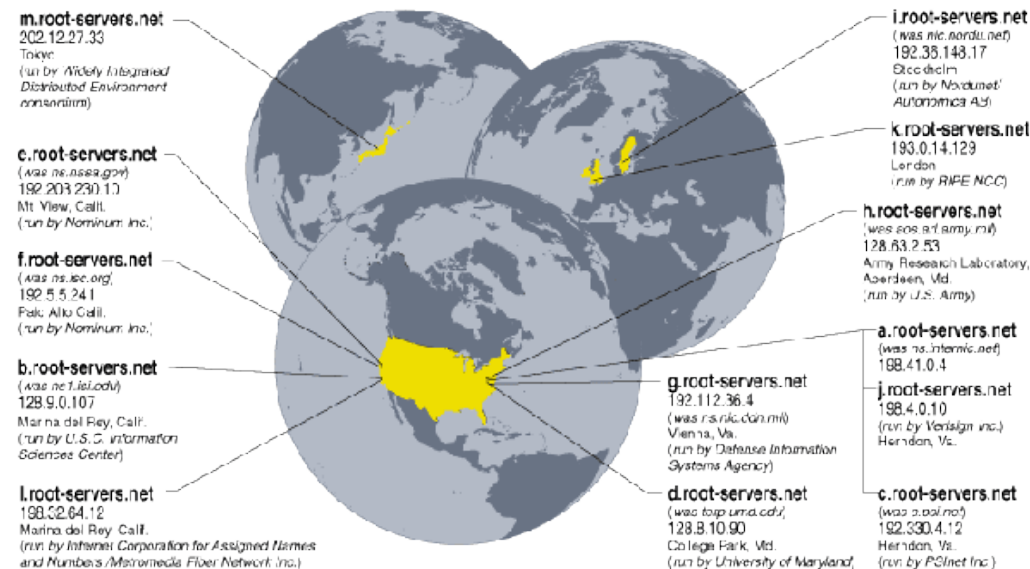 m.root-servers.net
202.12.27.33
Tokyo
(run by Widely Integrated
Distributed Environment
consortium)
e.root-servers.net
(was ns.nasa.gov)
192.203.230.10
Mt. View, Calif.
(run by Nominum Inc.)
f.root-servers.net
(was ns.isc.org)
192.5.5.241
Palo Alto Calif.
(run by Nominum Inc.)
b.root-servers.net
(was ns1.isi.edu)
128.9.0.107
Marina del Rey, Calif.
(run by U.S.C. Information
Sciences Center)
l.root-servers.net
198.32.64.12
Marina del Rey Calif.
(run by Internet Corporation for Assigned Names
and Numbers /Metromedia Fiber Network Inc.)
i.root-servers.net
(was nic.nordu.net)
192.36.148.17
Stockholm
(run by Nordunet/
Autonomica AB)
k.root-servers.net
193.0.14.129
London
(run by RIPE NCC)
h.root-servers.net
(was aos.arl.army.mil)
128.63.2.53
Army Research Laboratory,
Aberdeen, Md.
(run by U.S. Army)
a.root-servers.net
(was ns.internic.net)
198.41.0.4
j.root-servers.net
198.4.0.10
(run by Verisign Inc.)
Herndon, Va.
g.root-servers.net
192.112.36.4
(was ns.nic.ddn.mil)
Vienna, Va.
(run by Defense Information
Systems Agency)
d.root-servers.net
(was terp.umd.edu)
128.8.10.90
College Park, Md.
(run by University of Maryland)
c.root-servers.net
(was c.psi.net)
192.330.4.12
Herndon, Va.
(run by PSInet Inc.)